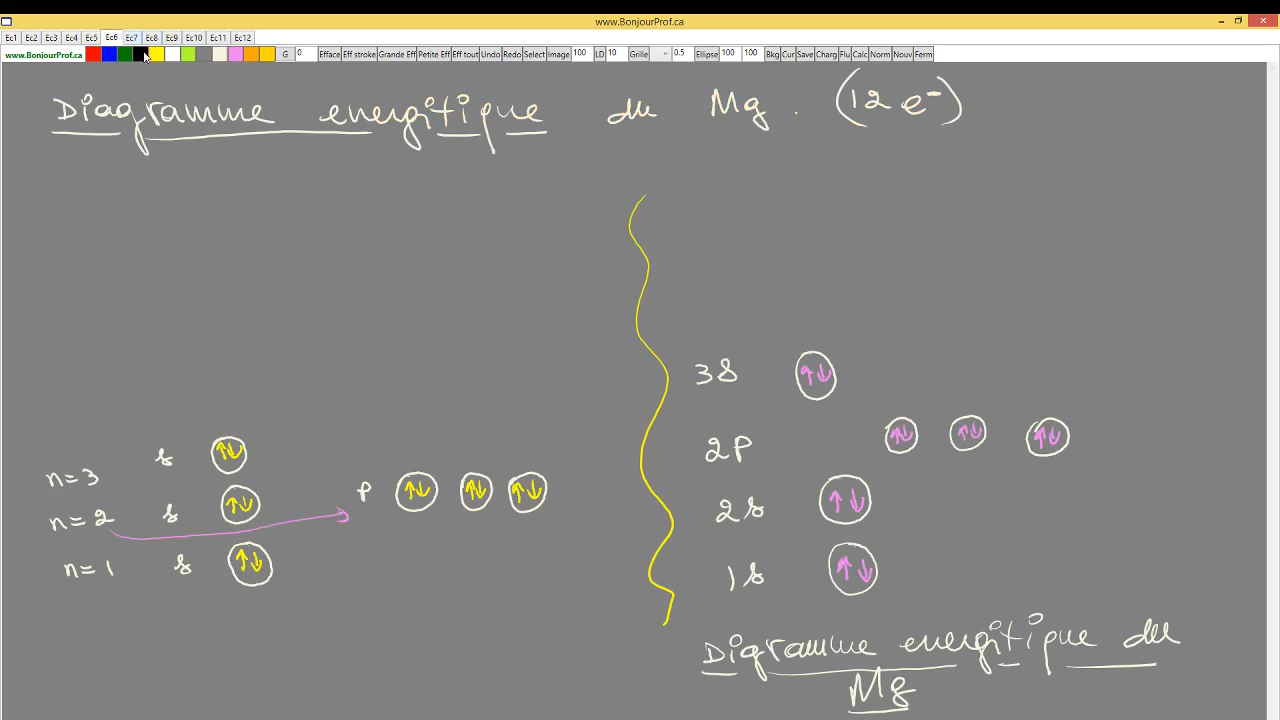 www.BonjourProf.ca
Ec1 Ec2 Ec3 Ec4 Ec5 Ec6 Ec7 Ec8 Ec9 Ec10 Ec11 Ec12
www.BonjourProf.ca G 0 Efface Eff stroke Grande Eff Petite Eff Eff tout Undo Redo Select Image 100 LD 10 Grille 0.5 Ellipse 100 100 Bkg Cur Save Charg Flu Calc Norm Nouv Ferm
Diagramme energitique du Mg. (12 e⁻)
n=3 s ↑↓
n=2 s ↑↓ p ↑↓ ↑↓ ↑↓
n=1 s ↑↓
3s ↑↓
2p ↑↓ ↑↓ ↑↓
2s ↑↓
1s ↑↓
Diagramme energitique du
Mg